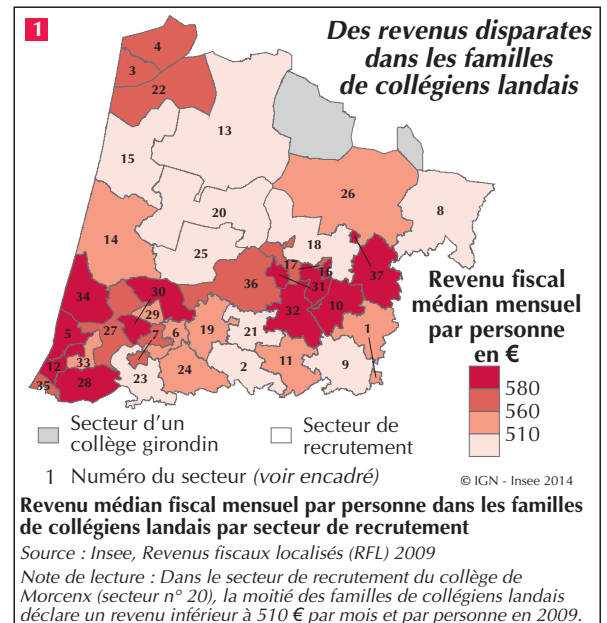 1
Des revenus disparates
dans les familles
de collégiens landais
4
3
22
13
15
26
8
20
14
18
25
17
16
37
36
31
34
30
10
32
29
5
27
7
6
19
21
1
12
33
11
9
2
35
28
23
24
Revenu fiscal
médian mensuel
par personne
en €
580
560
510
Secteur d'un
collège girondin
Secteur de
recrutement
1 Numéro du secteur (voir encadré)
© IGN - Insee 2014
Revenu médian fiscal mensuel par personne dans les familles
de collégiens landais par secteur de recrutement
Source : Insee, Revenus fiscaux localisés (RFL) 2009
Note de lecture : Dans le secteur de recrutement du collège de
Morcenx (secteur n° 20), la moitié des familles de collégiens landais
déclare un revenu inférieur à 510 € par mois et par personne en 2009.